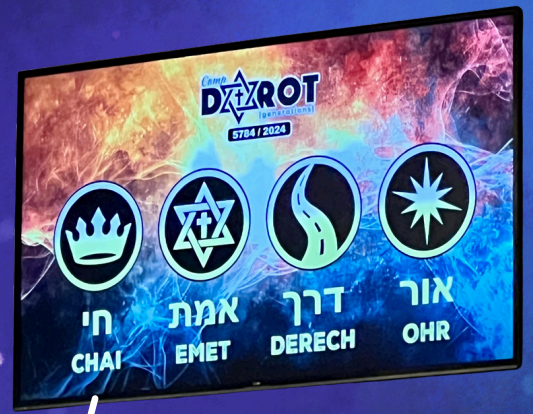 Camp
DOROT
[generations]
5784 / 2024
חי
CHAI
אמת
EMET
דרך
DERECH
אור
OHR